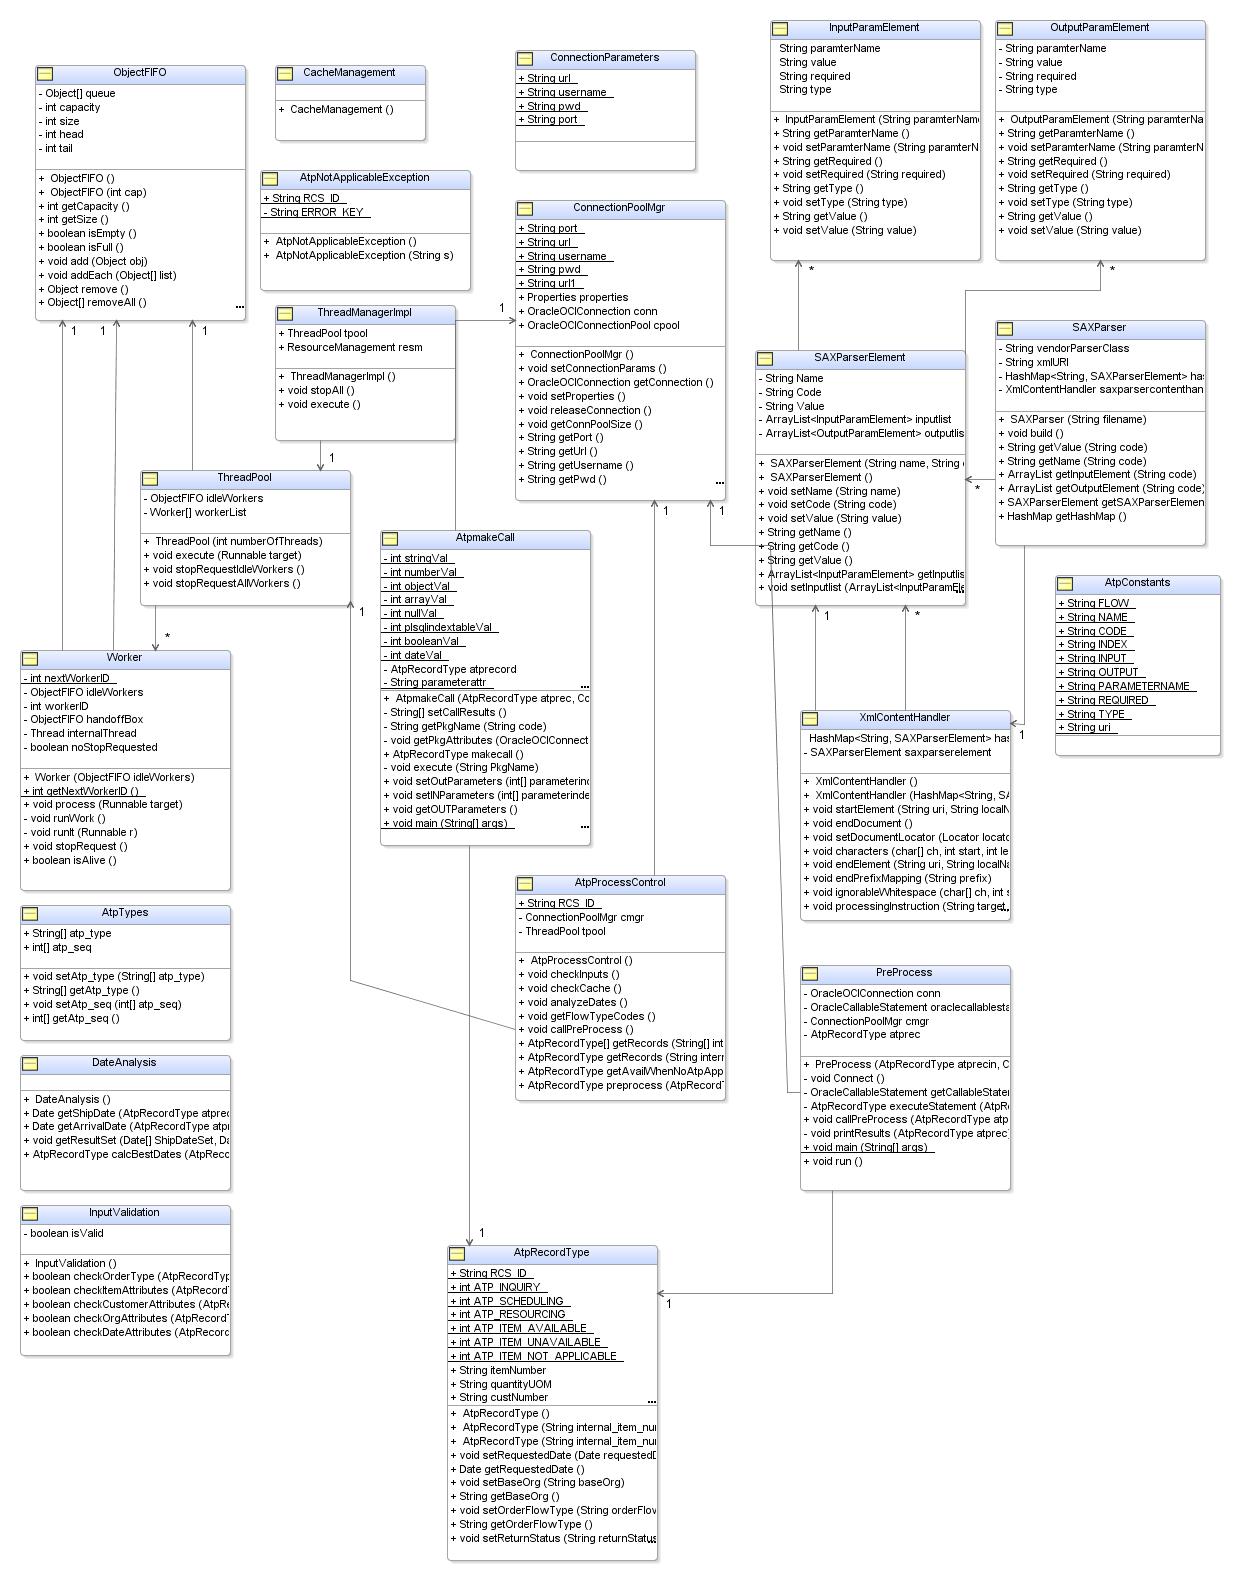 ObjectFIFO
- Object[] queue
- int capacity
- int size
- int head
- int tail
+ ObjectFIFO ()
+ ObjectFIFO (int cap)
+ int getCapacity ()
+ int getSize ()
+ boolean isEmpty ()
+ boolean isFull ()
+ void add (Object obj)
+ void addEach (Object[] list)
+ Object remove ()
+ Object[] removeAll ()
...
1
1
1
CacheManagement
+ CacheManagement ()
AtpNotApplicableException
+ String RCS_ID
- String ERROR_KEY
+ AtpNotApplicableException ()
+ AtpNotApplicableException (String s)
ThreadManagerImpl
+ ThreadPool tpool
+ ResourceManagement resm
+ ThreadManagerImpl ()
+ void stopAll ()
+ void execute ()
1
1
ConnectionParameters
+ String url
+ String username
+ String pwd
+ String port
ConnectionPoolMgr
+ String port
+ String url
+ String username
+ String pwd
+ String url1
+ Properties properties
+ OracleOCIConnection conn
+ OracleOCIConnectionPool cpool
+ ConnectionPoolMgr ()
+ void setConnectionParams ()
+ OracleOCIConnection getConnection ()
+ void setProperties ()
+ void releaseConnection ()
+ void getConnPoolSize ()
+ String getPort ()
+ String getUrl ()
+ String getUsername ()
+ String getPwd ()
...
1
1
InputParamElement
String paramterName
String value
String required
String type
+ InputParamElement (String paramterNam
+ String getParamterName ()
+ void setParamterName (String paramterN
+ String getRequired ()
+ void setRequired (String required)
+ String getType ()
+ void setType (String type)
+ String getValue ()
+ void setValue (String value)
*
OutputParamElement
- String paramterName
- String value
- String required
- String type
+ OutputParamElement (String paramterNa
+ String getParamterName ()
+ void setParamterName (String paramterN
+ String getRequired ()
+ void setRequired (String required)
+ String getType ()
+ void setType (String type)
+ String getValue ()
+ void setValue (String value)
*
SAXParserElement
- String Name
- String Code
- String Value
- ArrayList<InputParamElement> inputlist
- ArrayList<OutputParamElement> outputlis
+ SAXParserElement (String name, String
+ SAXParserElement ()
+ void setName (String name)
+ void setCode (String code)
+ void setValue (String value)
+ String getName ()
+ String getCode ()
+ String getValue ()
+ ArrayList<InputParamElement> getInputlis
+ void setInputlist (ArrayList<InputParamEle
...
*
1
*
SAXParser
- String vendorParserClass
- String xmlURI
- HashMap<String, SAXParserElement> has
- XmlContentHandler saxparsercontenthan
+ SAXParser (String filename)
+ void build ()
+ String getValue (String code)
+ String getName (String code)
+ ArrayList getInputElement (String code)
+ ArrayList getOutputElement (String code)
+ SAXParserElement getSAXParserElemen
+ HashMap getHashMap ()
ThreadPool
- ObjectFIFO idleWorkers
- Worker[] workerList
+ ThreadPool (int numberOfThreads)
+ void execute (Runnable target)
+ void stopRequestIdleWorkers ()
+ void stopRequestAllWorkers ()
*
1
AtpmakeCall
- int stringVal
- int numberVal
- int objectVal
- int arrayVal
- int nullVal
- int plsqlindextableVal
- int booleanVal
- int dateVal
- AtpRecordType atprecord
- String parameterattr
...
+ AtpmakeCall (AtpRecordType atprec, Co
- String[] setCallResults ()
- String getPkgName (String code)
- void getPkgAttributes (OracleOCIConnect
+ AtpRecordType makecall ()
- void execute (String PkgName)
+ void setOutParameters (int[] parameterind
+ void setINParameters (int[] parameterinde
+ void getOUTParameters ()
+ void main (String[] args)
...
AtpConstants
+ String FLOW
+ String NAME
+ String CODE
+ String INDEX
+ String INPUT
+ String OUTPUT
+ String PARAMETERNAME
+ String REQUIRED
+ String TYPE
+ String uri
Worker
- int nextWorkerID
- ObjectFIFO idleWorkers
- int workerID
- ObjectFIFO handoffBox
- Thread internalThread
- boolean noStopRequested
+ Worker (ObjectFIFO idleWorkers)
+ int getNextWorkerID ()
+ void process (Runnable target)
- void runWork ()
- void runIt (Runnable r)
+ void stopRequest ()
+ boolean isAlive ()
XmlContentHandler
HashMap<String, SAXParserElement> has
- SAXParserElement saxparserelement
+ XmlContentHandler ()
+ XmlContentHandler (HashMap<String, SA
+ void startElement (String uri, String localN
+ void endDocument ()
+ void setDocumentLocator (Locator locato
+ void characters (char[] ch, int start, int le
+ void endElement (String uri, String localNa
+ void endPrefixMapping (String prefix)
+ void ignorableWhitespace (char[] ch, int s
+ void processingInstruction (String target,
...
1
AtpProcessControl
+ String RCS_ID
- ConnectionPoolMgr cmgr
- ThreadPool tpool
+ AtpProcessControl ()
+ void checkInputs ()
+ void checkCache ()
+ void analyzeDates ()
+ void getFlowTypeCodes ()
+ void callPreProcess ()
+ AtpRecordType[] getRecords (String[] int
+ AtpRecordType getRecords (String intern
+ AtpRecordType getAvailWhenNoAtpApp
+ AtpRecordType preprocess (AtpRecordT
AtpTypes
+ String[] atp_type
+ int[] atp_seq
+ void setAtp_type (String[] atp_type)
+ String[] getAtp_type ()
+ void setAtp_seq (int[] atp_seq)
+ int[] getAtp_seq ()
PreProcess
- OracleOCIConnection conn
- OracleCallableStatement oraclecallablesta
- ConnectionPoolMgr cmgr
- AtpRecordType atprec
+ PreProcess (AtpRecordType atprecin, C
- void Connect ()
- OracleCallableStatement getCallableStatem
- AtpRecordType executeStatement (AtpR
+ void callPreProcess (AtpRecordType atp
- void printResults (AtpRecordType atprec)
+ void main (String[] args)
+ void run ()
DateAnalysis
+ DateAnalysis ()
+ Date getShipDate (AtpRecordType atprec
+ Date getArrivalDate (AtpRecordType atpr
+ void getResultSet (Date[] ShipDateSet, Da
+ AtpRecordType calcBestDates (AtpReco
InputValidation
- boolean isValid
+ InputValidation ()
+ boolean checkOrderType (AtpRecordTyp
+ boolean checkItemAttributes (AtpRecordT
+ boolean checkCustomerAttributes (AtpRe
+ boolean checkOrgAttributes (AtpRecordT
+ boolean checkDateAttributes (AtpRecord
1
AtpRecordType
+ String RCS_ID
+ int ATP_INQUIRY
+ int ATP_SCHEDULING
+ int ATP_RESOURCING
+ int ATP_ITEM_AVAILABLE
+ int ATP_ITEM_UNAVAILABLE
+ int ATP_ITEM_NOT_APPLICABLE
+ String itemNumber
+ String quantityUOM
+ String custNumber
...
+ AtpRecordType ()
+ AtpRecordType (String internal_item_nur
+ AtpRecordType (String internal_item_nur
+ void setRequestedDate (Date requestedD
+ Date getRequestedDate ()
+ void setBaseOrg (String baseOrg)
+ String getBaseOrg ()
+ void setOrderFlowType (String orderFlov
+ String getOrderFlowType ()
+ void setReturnStatus (String returnStatus
...
1